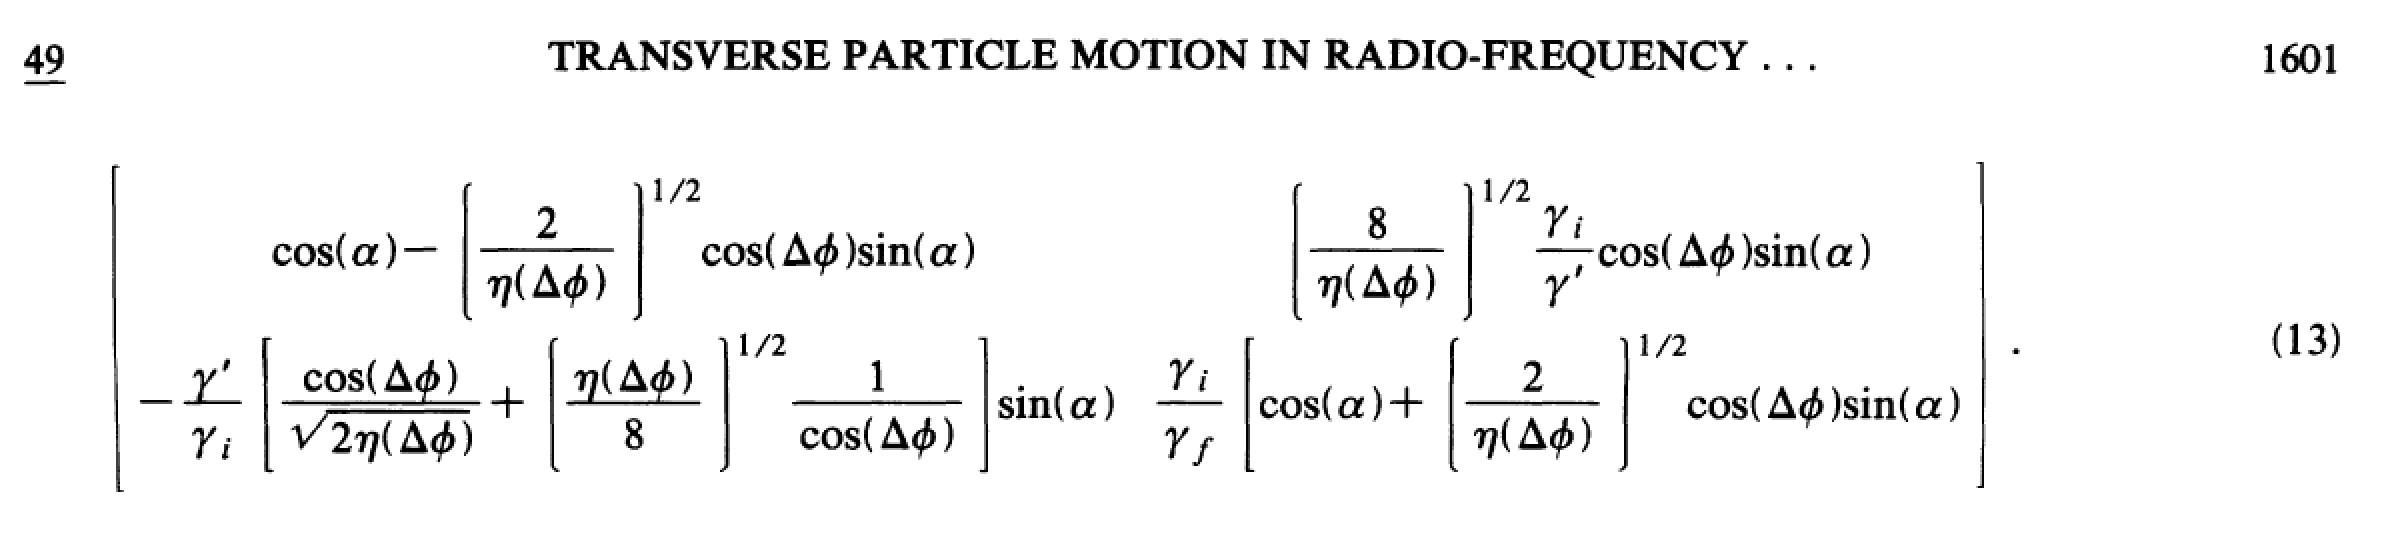 49 TRANSVERSE PARTICLE MOTION IN RADIO-FREQUENCY . . . 1601
[ cos(α) − [2/η(Δϕ)]^{1/2} cos(Δϕ)sin(α) [8/η(Δϕ)]^{1/2} γ_i/γ′ cos(Δϕ)sin(α)
−γ′/γ_i [cos(Δϕ)/√2η(Δϕ) + [η(Δϕ)/8]^{1/2} 1/cos(Δϕ)] sin(α) γ_i/γ_f [cos(α) + [2/η(Δϕ)]^{1/2} cos(Δϕ)sin(α) ] . (13)